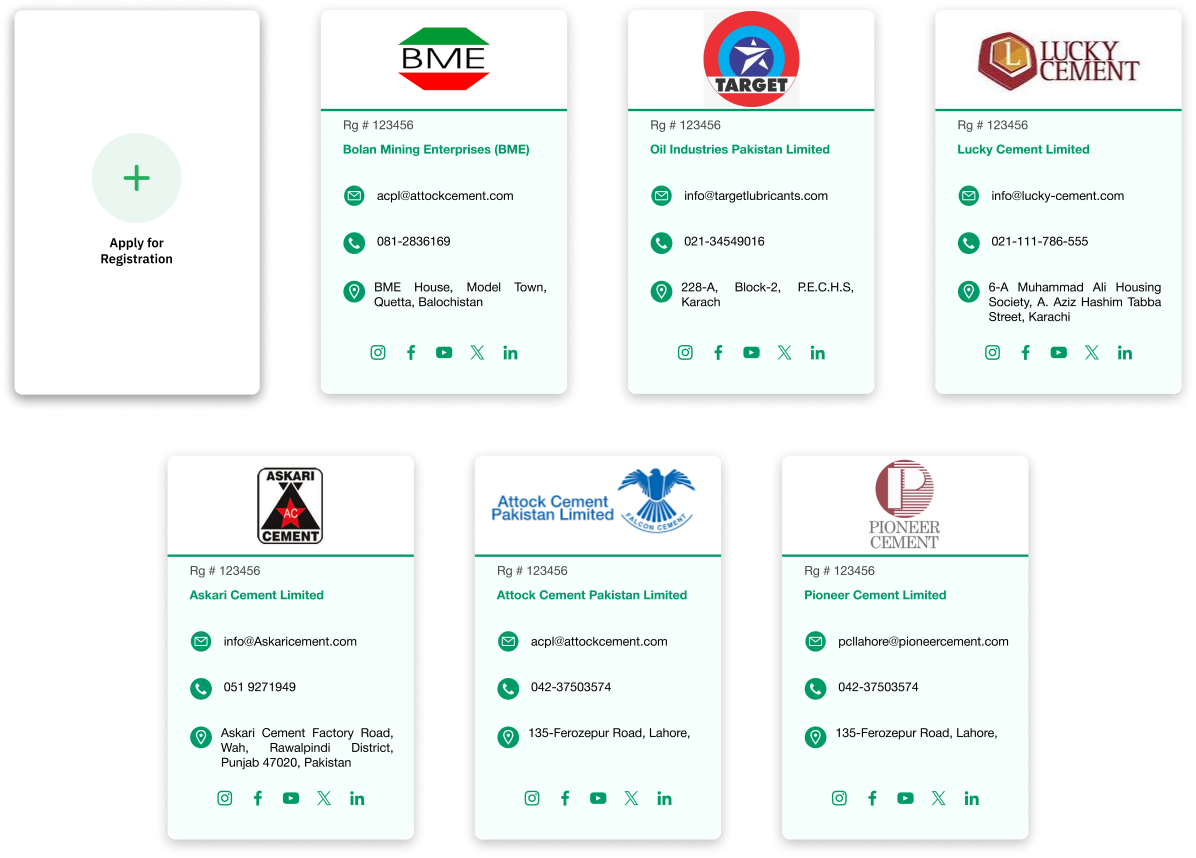 Apply for
Registration
BME
Rg # 123456
Bolan Mining Enterprises (BME)
acpl@attockcement.com
081-2836169
BME House, Model Town,
Quetta, Balochistan
TARGET
Rg # 123456
Oil Industries Pakistan Limited
info@targetlubricants.com
021-34549016
228-A, Block-2, P.E.C.H.S,
Karach
L
LUCKY
CEMENT
Rg # 123456
Lucky Cement Limited
info@lucky-cement.com
021-111-786-555
6-A Muhammad Ali Housing
Society, A. Aziz Hashim Tabba
Street, Karachi
ASKARI
AC
CEMENT
Rg # 123456
Askari Cement Limited
info@Askaricement.com
051 9271949
Askari Cement Factory Road,
Wah, Rawalpindi District,
Punjab 47020, Pakistan
Attock Cement
Pakistan Limited
FALCON CEMENT
Rg # 123456
Attock Cement Pakistan Limited
acpl@attockcement.com
042-37503574
135-Ferozepur Road, Lahore,
P
PIONEER
CEMENT
Rg # 123456
Pioneer Cement Limited
pcllahore@pioneercement.com
042-37503574
135-Ferozepur Road, Lahore,